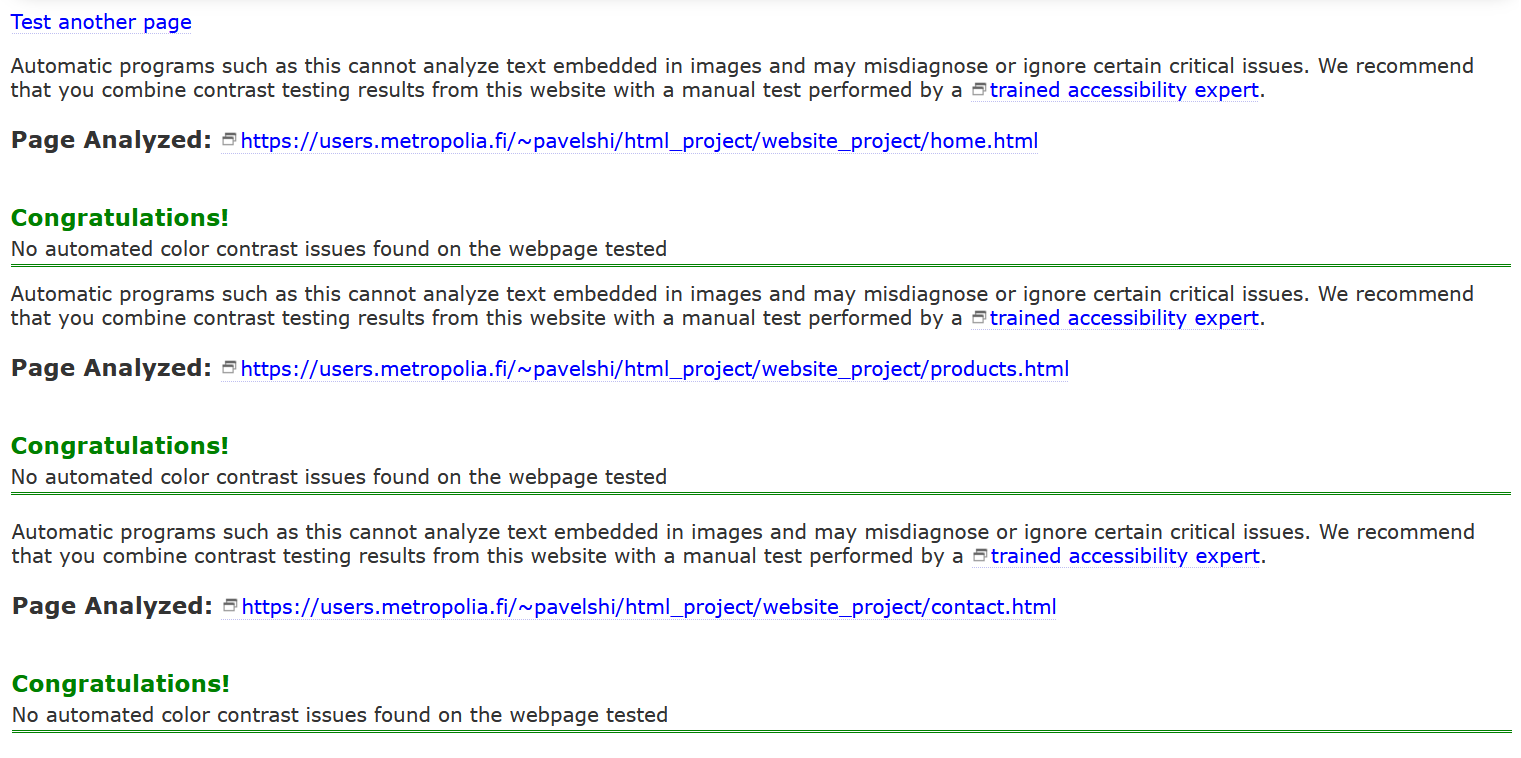 Test another page
Automatic programs such as this cannot analyze text embedded in images and may misdiagnose or ignore certain critical issues. We recommend
that you combine contrast testing results from this website with a manual test performed by a trained accessibility expert.
Page Analyzed: https://users.metropolia.fi/~pavelshi/html_project/website_project/home.html
Congratulations!
No automated color contrast issues found on the webpage tested
Automatic programs such as this cannot analyze text embedded in images and may misdiagnose or ignore certain critical issues. We recommend
that you combine contrast testing results from this website with a manual test performed by a trained accessibility expert.
Page Analyzed: https://users.metropolia.fi/~pavelshi/html_project/website_project/products.html
Congratulations!
No automated color contrast issues found on the webpage tested
Automatic programs such as this cannot analyze text embedded in images and may misdiagnose or ignore certain critical issues. We recommend
that you combine contrast testing results from this website with a manual test performed by a trained accessibility expert.
Page Analyzed: https://users.metropolia.fi/~pavelshi/html_project/website_project/contact.html
Congratulations!
No automated color contrast issues found on the webpage tested